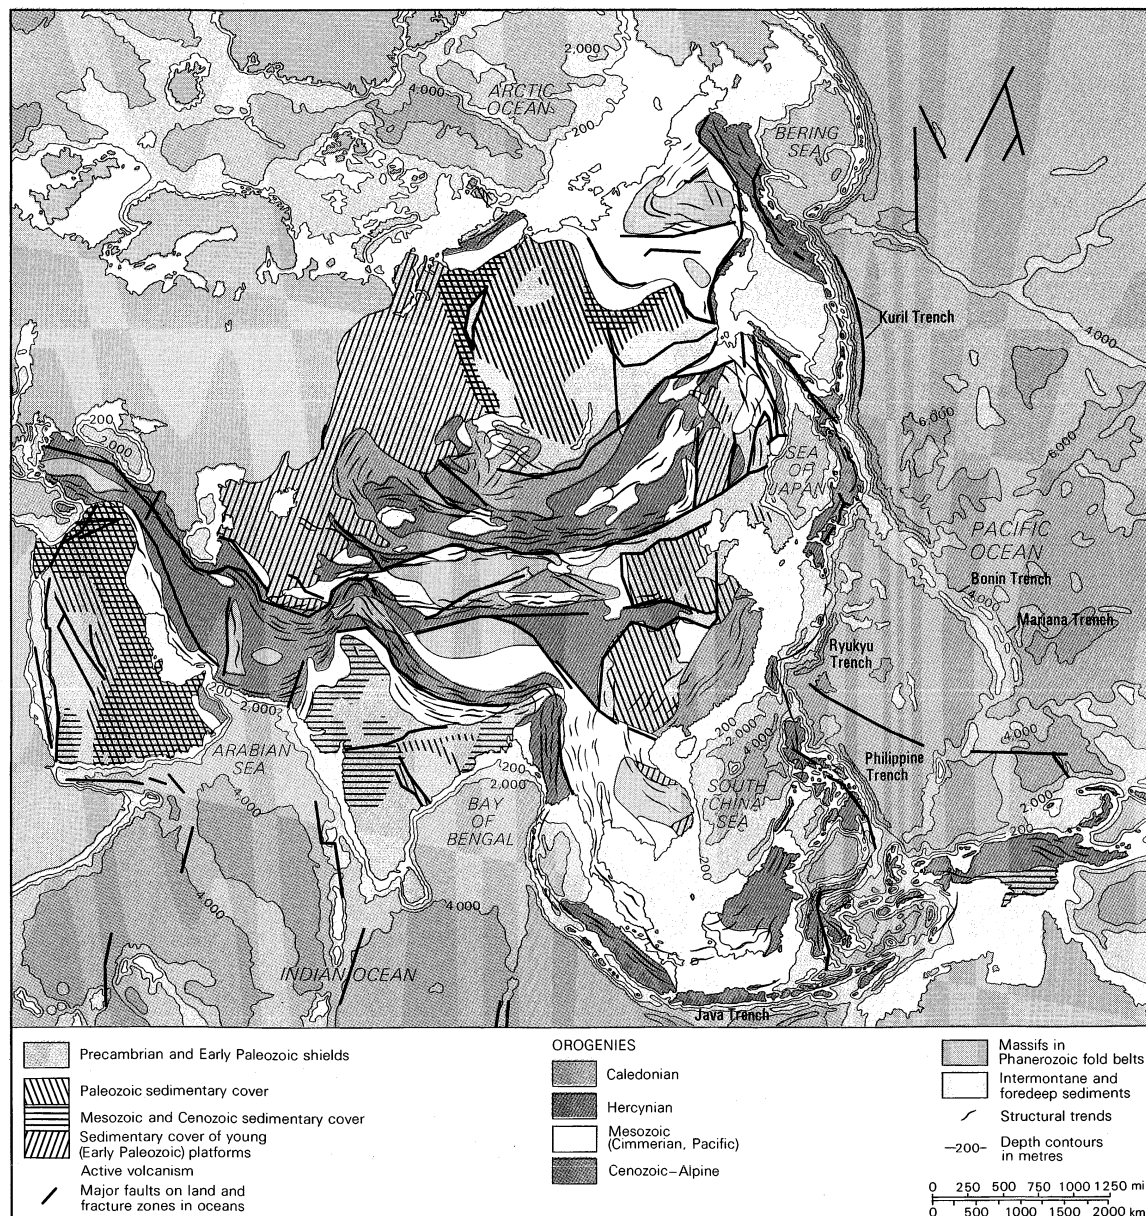 2,000
ARCTIC
OCEAN
4,000
200
BERING
SEA
Kuril Trench
4,000
200
2,000
6,000
6,000
SEA
OF
JAPAN
PACIFIC
OCEAN
Bonin Trench
4,000
Mariana Trench
Ryukyu
Trench
200
2,000
ARABIAN
SEA
4,000
200
2,000
4,000
4,000
Philippine
Trench
200
2,000
BAY
OF
BENGAL
SOUTH
CHINA
SEA
2,000
200
200
4,000
4,000
INDIAN OCEAN
Java Trench
Precambrian and Early Paleozoic shields
Paleozoic sedimentary cover
Mesozoic and Cenozoic sedimentary cover
Sedimentary cover of young
(Early Paleozoic) platforms
Active volcanism
Major faults on land and
fracture zones in oceans
OROGENIES
Caledonian
Hercynian
Mesozoic
(Cimmerian, Pacific)
Cenozoic–Alpine
Massifs in
Phanerozoic fold belts
Intermontane and
foredeep sediments
Structural trends
—200— Depth contours
in metres
0 250 500 750 1000 1250 mi
0 500 1000 1500 2000 km